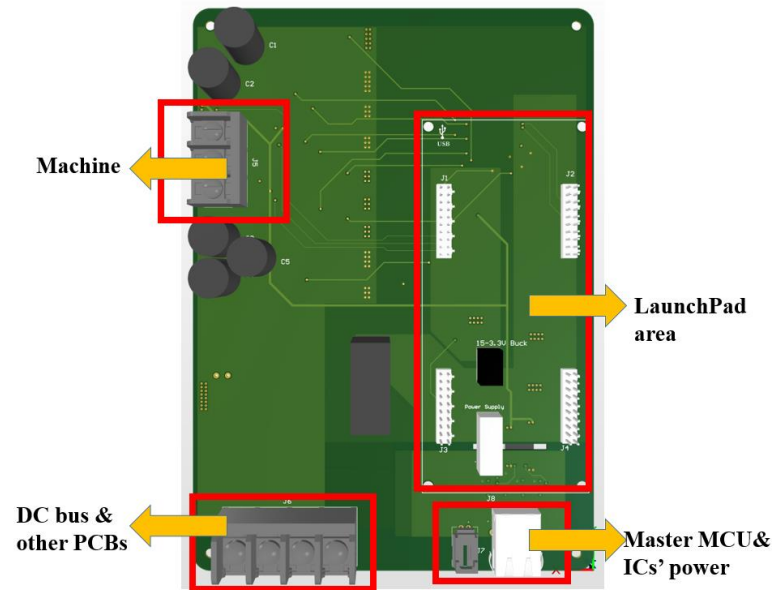 C1
C2
Machine
J5
USB
J1
J2
C5
LaunchPad
area
15-3.3V Buck
Power Supply
J3
J4
DC bus &
other PCBs
J6
J8
J7
Master MCU&
ICs' power